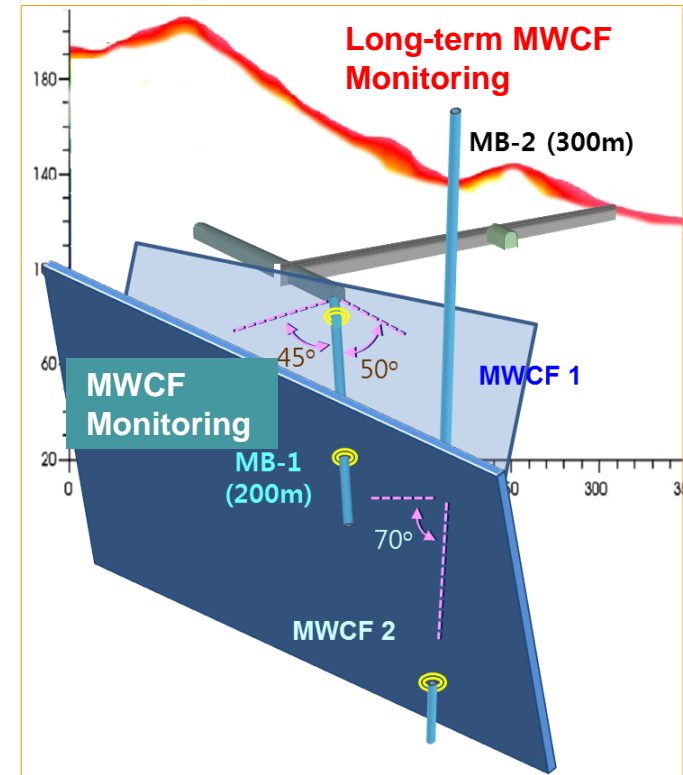 Long-term MWCF
Monitoring
180
MB-2 (300m)
140
45°
50°
60
MWCF 1
MWCF
Monitoring
20
MB-1
(200m)
0
300
70°
MWCF 2